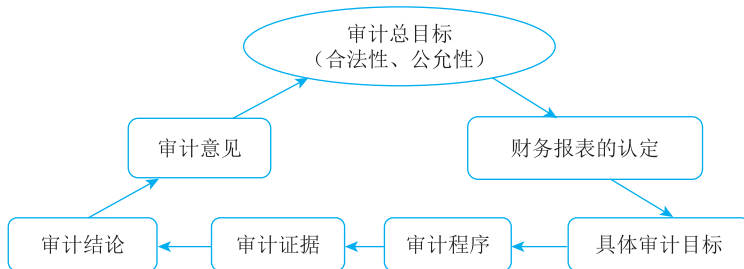 审计总目标
（合法性、公允性）
审计意见
财务报表的认定
审计结论
审计证据
审计程序
具体审计目标